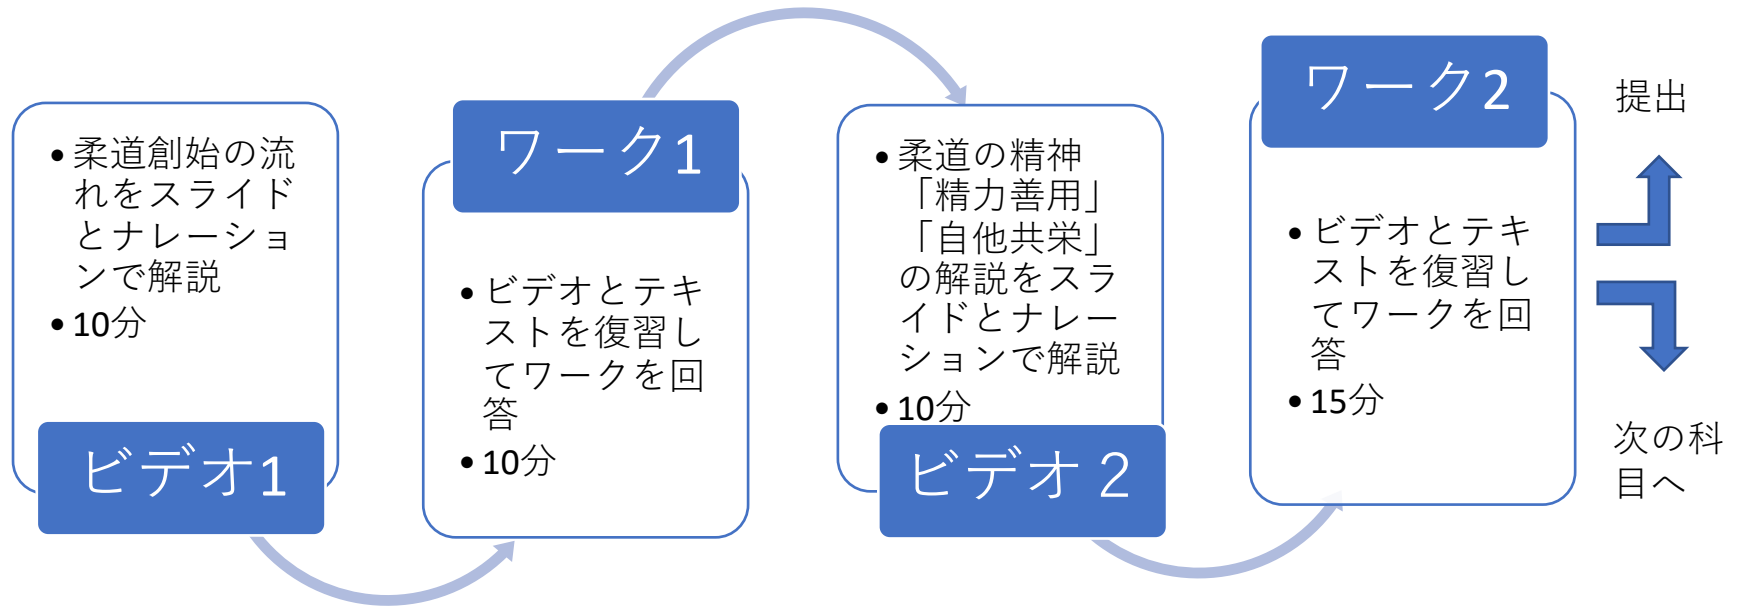 • 柔道創始の流
れをスライド
とナレーショ
ンで解説
• 10分
ビデオ1
ワーク1
• ビデオとテキ
ストを復習し
てワークを回
答
• 10分
• 柔道の精神
「精力善用」
「自他共栄」
の解説をスラ
イドとナレー
ションで解説
• 10分
ビデオ２
ワーク2
• ビデオとテキ
ストを復習し
てワークを回
答
• 15分
提出
次の科
目へ